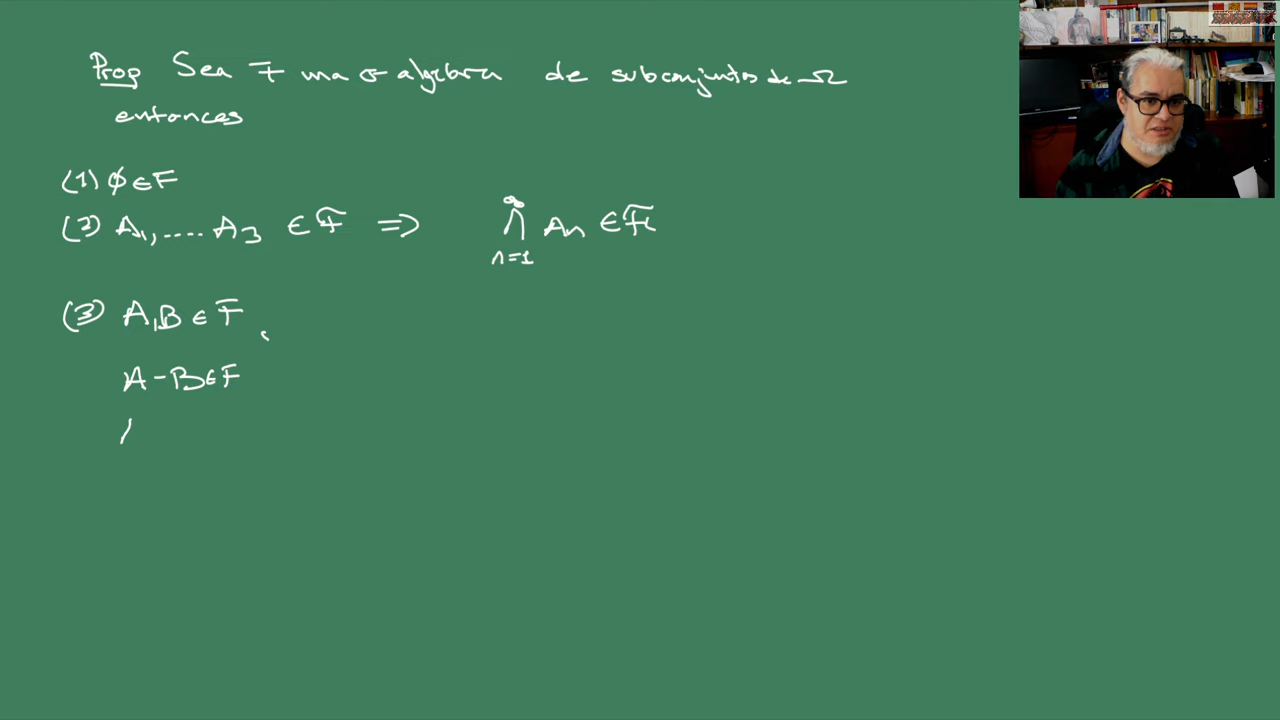 Prop Sea F una σ algebra de subconjuntos de Ω
entonces
(1) ∅ ∈ F
(2) A₁, .... A₃ ∈ F ⇒ ∞ ∩ n=1 Aₙ ∈ F
(3) A, B ∈ F
A - B ∈ F